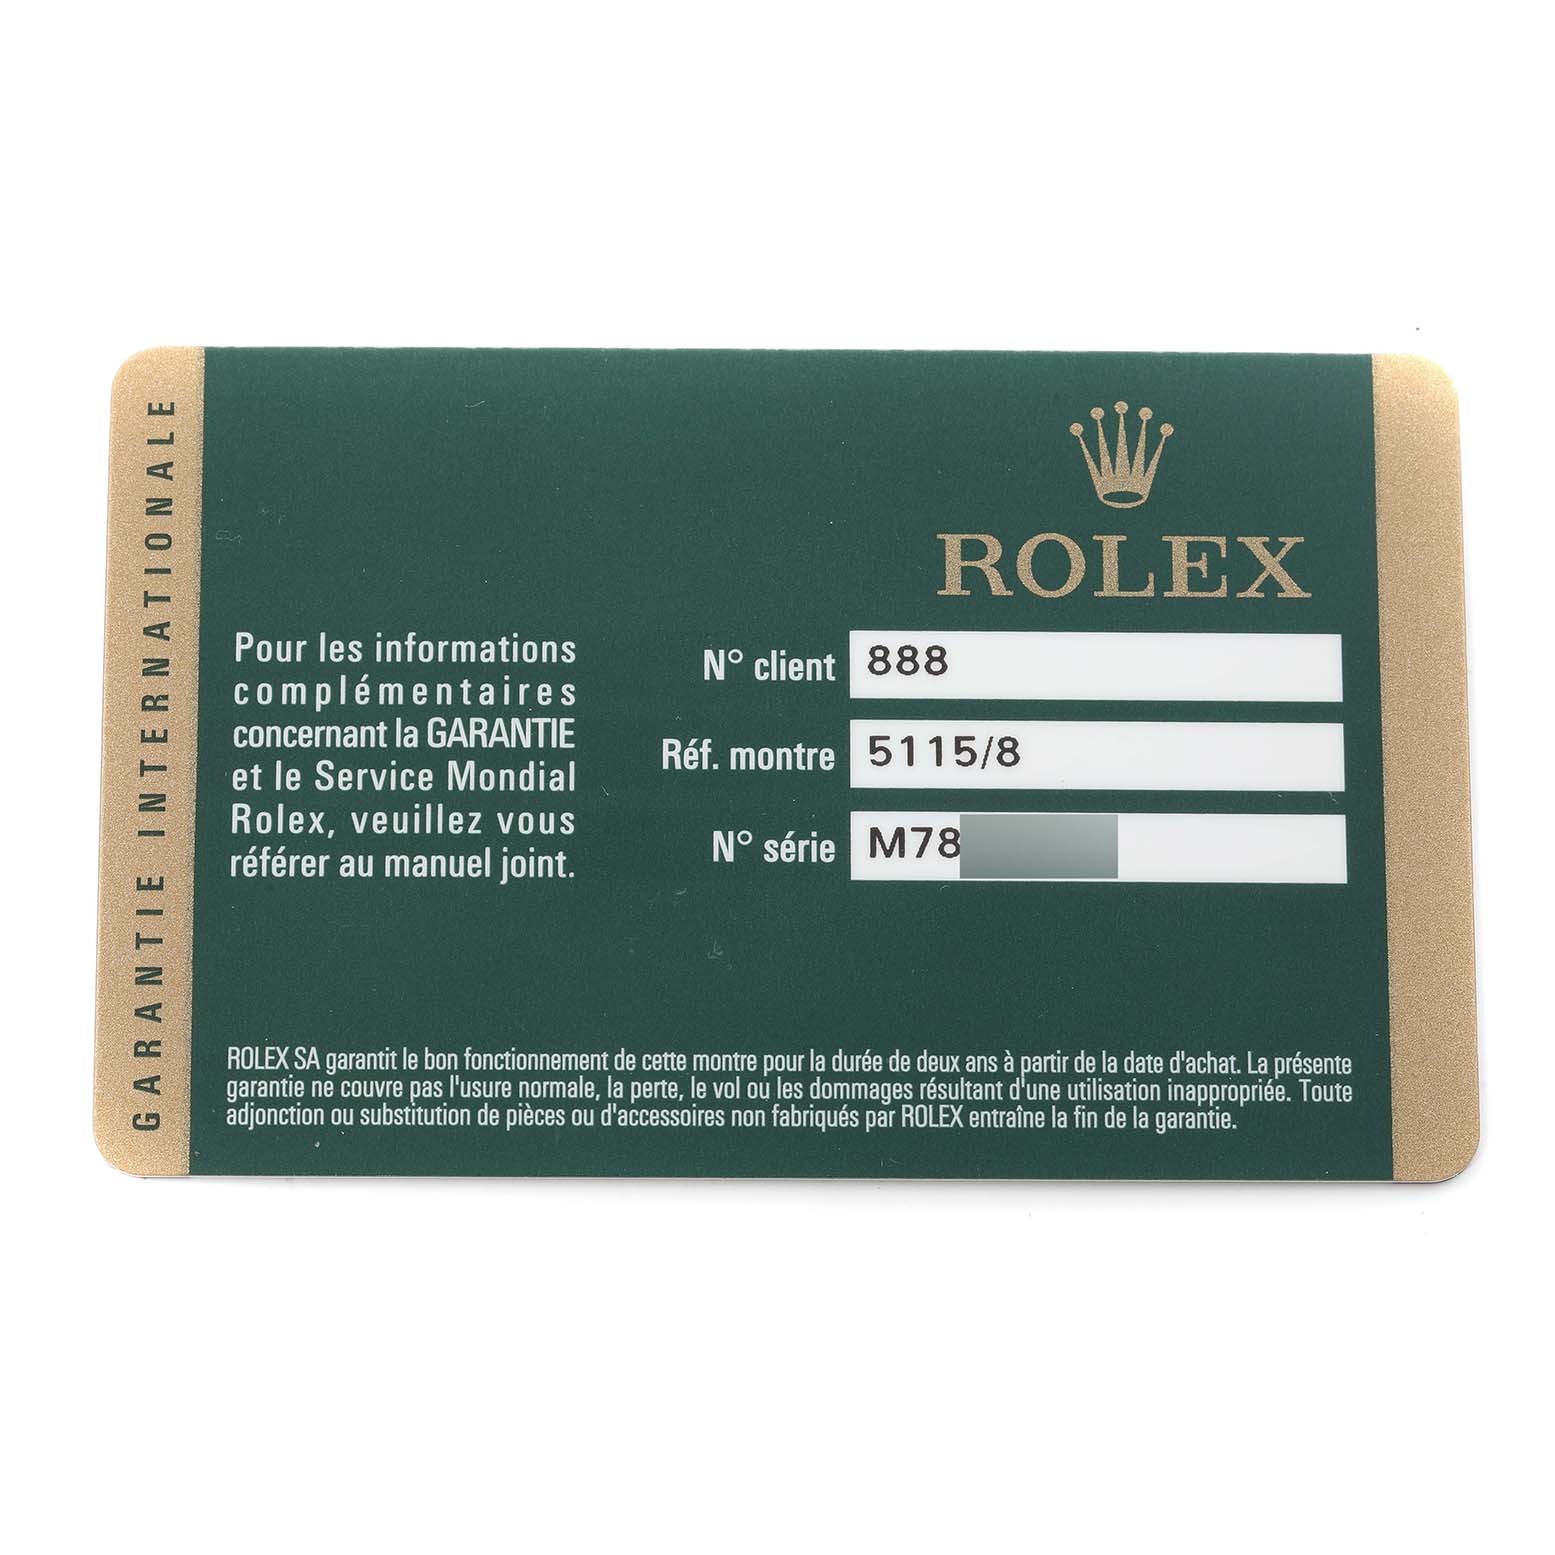 GARANTIE INTERNATIONALE
ROLEX
Pour les informations
complémentaires
concernant la GARANTIE
et le Service Mondial
Rolex, veuillez vous
référer au manuel joint.
N° client 888
Réf. montre 5115/8
N° série M78
ROLEX SA garantit le bon fonctionnement de cette montre pour la durée de deux ans à partir de la date d'achat. La présente
garantie ne couvre pas l'usure normale, la perte, le vol ou les dommages résultant d'une utilisation inappropriée. Toute
adjonction ou substitution de pièces ou d'accessoires non fabriqués par ROLEX entraîne la fin de la garantie.